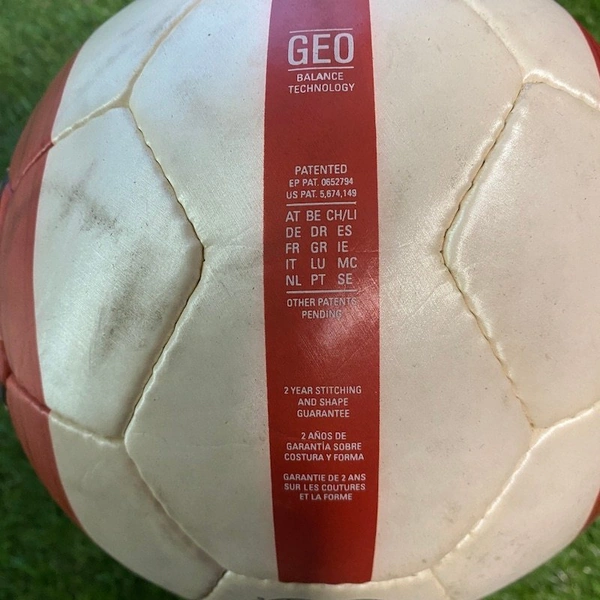 GEO
BALANCE
TECHNOLOGY
PATENTED
EP PAT. 0652794
US PAT. 5,674,149
AT BE CH/LI
DE DR ES
FR GR IE
IT LU MC
NL PT SE
OTHER PATENTS
PENDING
2 YEAR STITCHING
AND SHAPE
GUARANTEE
2 AÑOS DE
GARANTÍA SOBRE
COSTURA Y FORMA
GARANTIE DE 2 ANS
SUR LES COUTURES
ET LA FORME